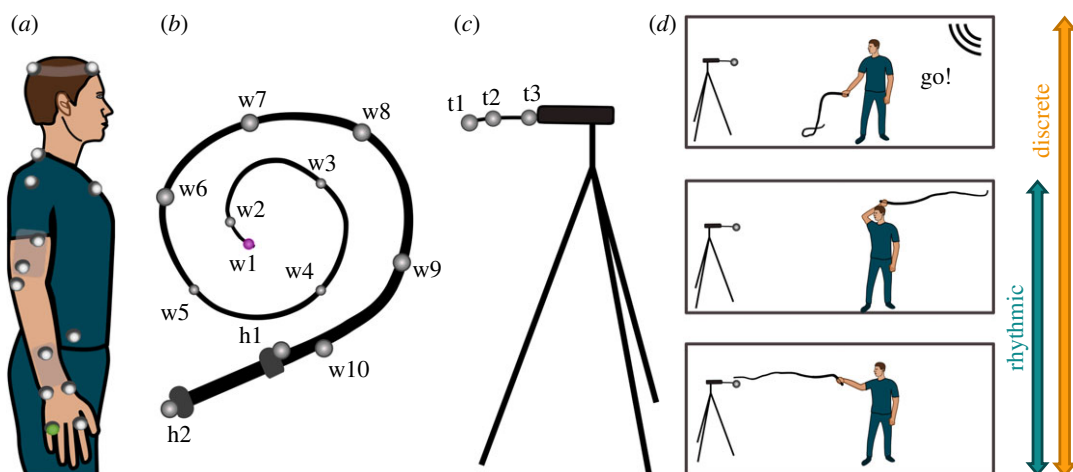 (a)
(b)
(c)
(d)
w7
w8
w3
w6
w2
w1
w4
w9
w5
h1
w10
h2
t1
t2
t3
go!
discrete
rhythmic